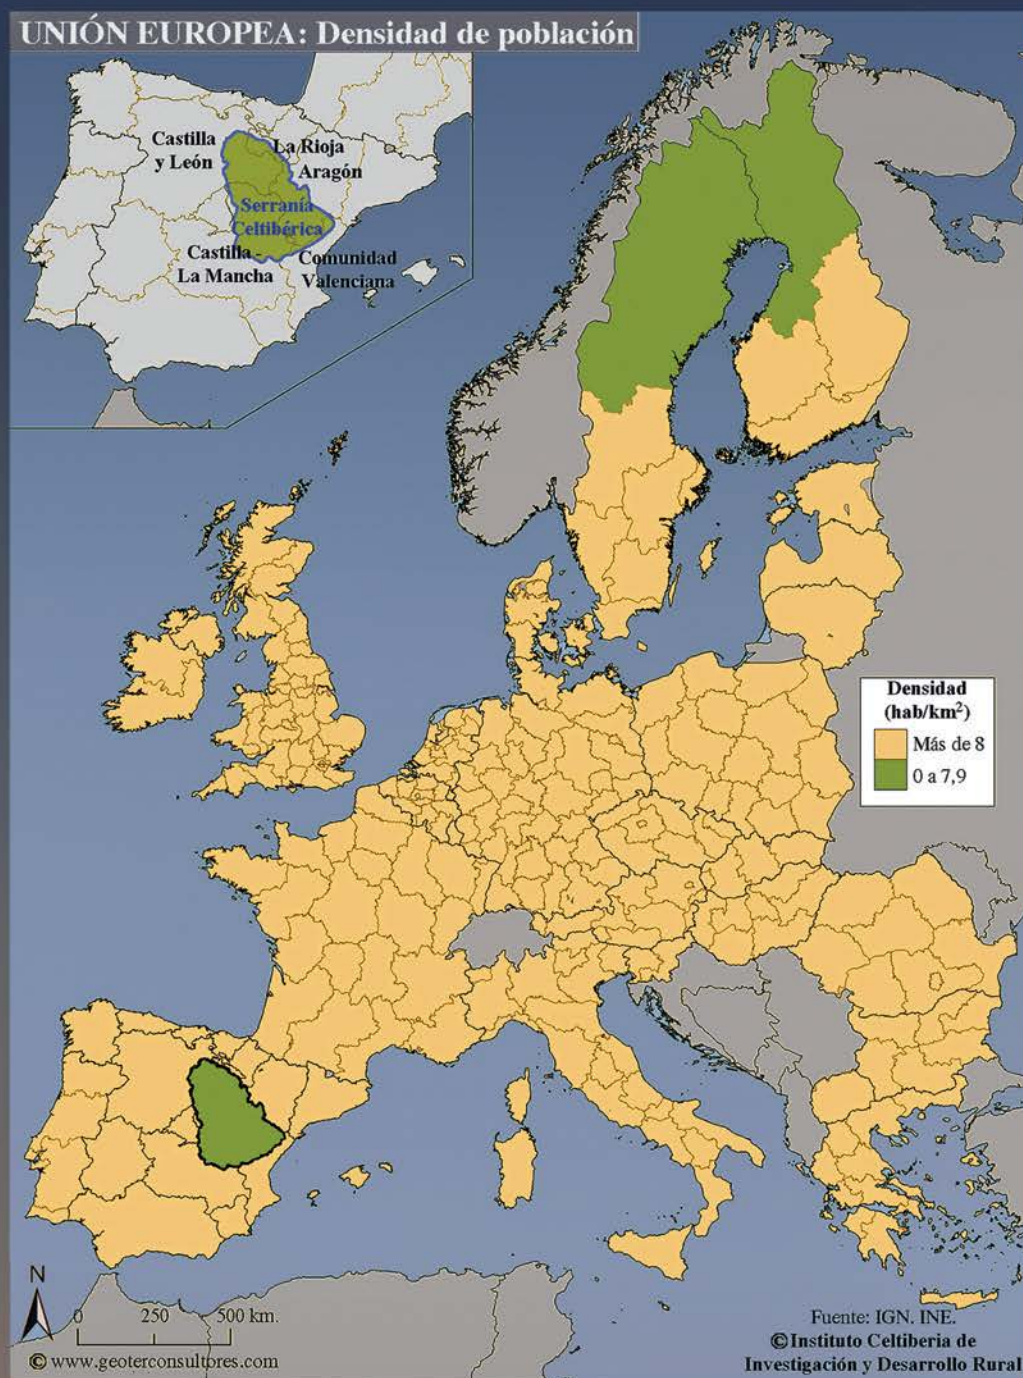 UNIÓN EUROPEA: Densidad de población
Castilla
y León
La Rioja
Aragón
Serranía
Celtibérica
Castilla -
La Mancha
Comunidad
Valenciana
Densidad
(hab/km²)
Más de 8
0 a 7,9
N
0 250 500 km.
© www.geoterconsultores.com
Fuente: IGN. INE.
© Instituto Celtiberia de
Investigación y Desarrollo Rural